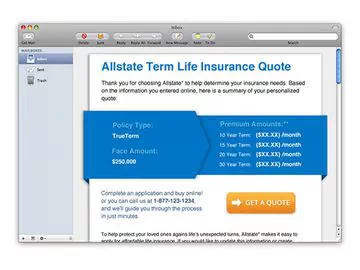 Inbox
Get Mail
Delete
Junk
Reply
Reply All
Forward
New Message
Note
To Do
Search
MAILBOXES
Inbox
Sent
Trash
Allstate Term Life Insurance Quote
Thank you for choosing Allstate® to help determine your insurance needs. Based
on the information you entered online, here is a summary of your personalized
quote:
Policy Type:
TrueTerm
Face Amount:
$250,000
Premium Amounts:**
10 Year Term: ($XX.XX) /month
15 Year Term: ($XX.XX) /month
20 Year Term: ($XX.XX) /month
30 Year Term: ($XX.XX) /month
Complete an application and buy online!
or you can call us at 1-877-123-1234,
and we'll guide you through the process
in just minutes.
GET A QUOTE
To help protect your loved ones against life's unexpected turns, Allstate® makes it easy to
apply for affordable life insurance. If you would like to update this information or create